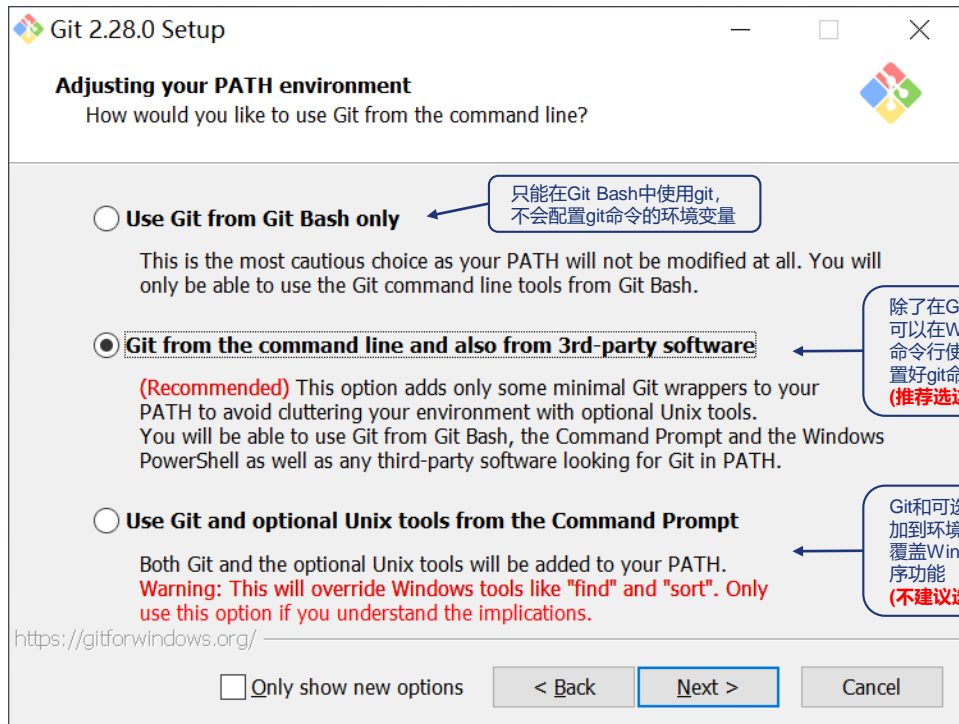 Git 2.28.0 Setup
Adjusting your PATH environment
How would you like to use Git from the command line?
只能在Git Bash中使用git,
不会配置git命令的环境变量
Use Git from Git Bash only
This is the most cautious choice as your PATH will not be modified at all. You will
only be able to use the Git command line tools from Git Bash.
除了在G
可以在W
命令行使
置好git命
(推荐选
Git from the command line and also from 3rd-party software
(Recommended) This option adds only some minimal Git wrappers to your
PATH to avoid cluttering your environment with optional Unix tools.
You will be able to use Git from Git Bash, the Command Prompt and the Windows
PowerShell as well as any third-party software looking for Git in PATH.
Git和可选
加到环境
覆盖Win
序功能
(不建议
Use Git and optional Unix tools from the Command Prompt
Both Git and the optional Unix tools will be added to your PATH.
Warning: This will override Windows tools like "find" and "sort". Only
use this option if you understand the implications.
https://gitforwindows.org/
Only show new options
< Back
Next >
Cancel